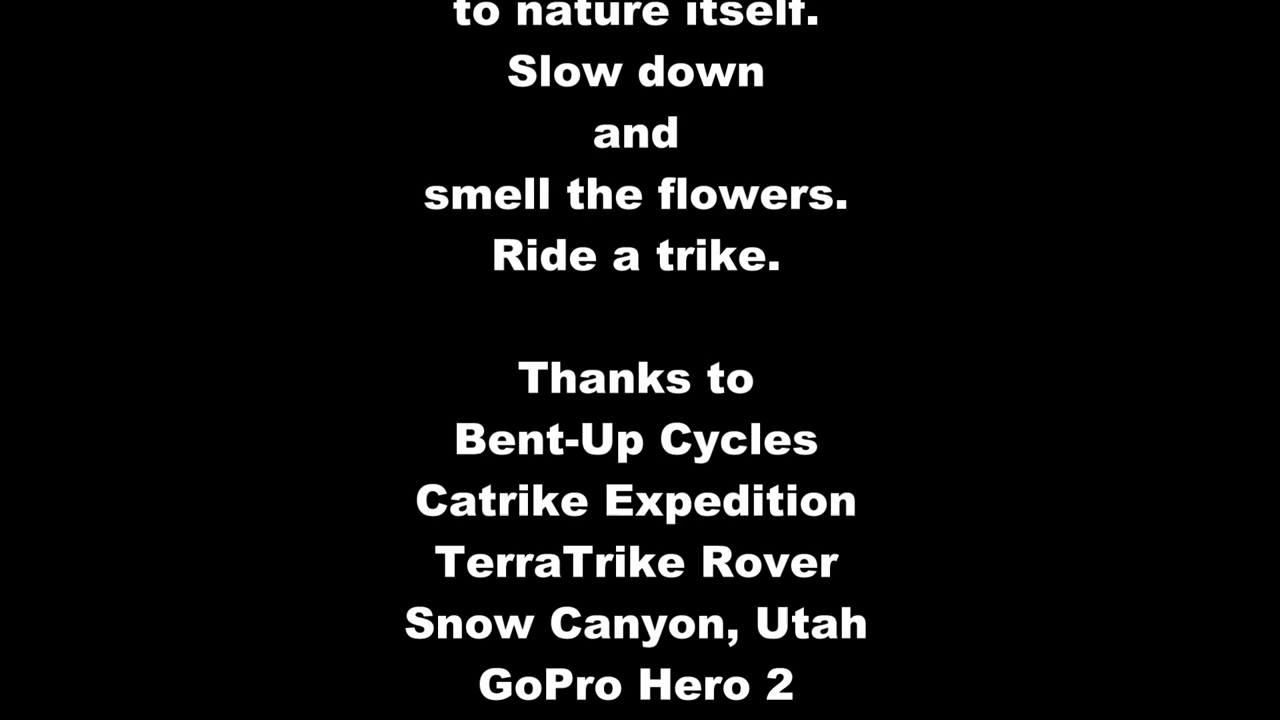 to nature itself.
Slow down
and
smell the flowers.
Ride a trike.
Thanks to
Bent-Up Cycles
Catrike Expedition
TerraTrike Rover
Snow Canyon, Utah
GoPro Hero 2